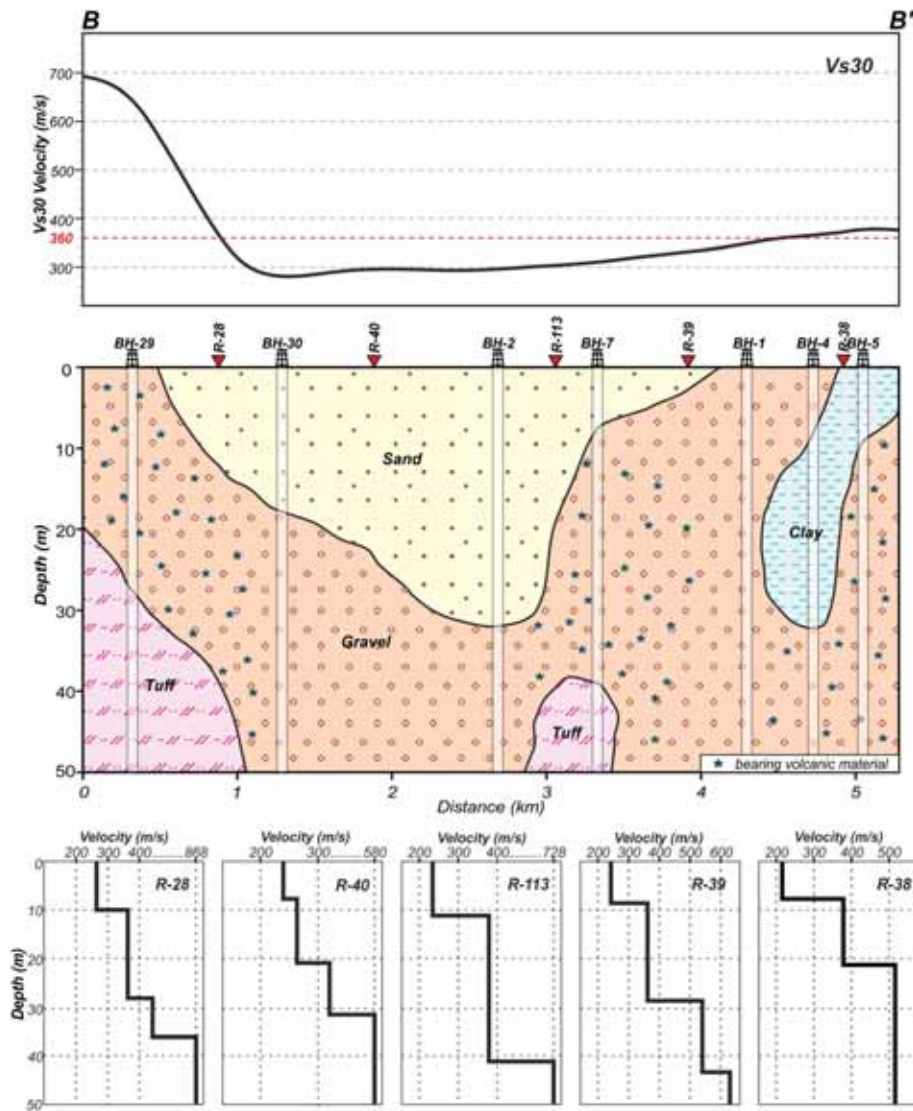 B B'
Vs30
Vs30 Velocity (m/s)
700
600
500
400
360
300
BH-29 R-28 BH-30 R-40 BH-2 R-113 BH-7 R-39 BH-1 BH-4 R-38 BH-5
Depth (m)
0
10
20
30
40
50
Sand
Clay
Gravel
Tuff
Tuff
bearing volcanic material
0 1 2 3 4 5
Distance (km)
Velocity (m/s) Velocity (m/s) Velocity (m/s) Velocity (m/s) Velocity (m/s)
200 300 400 868 200 300 580 200 300 400 728 200 300 400 500 600 200 300 400 500
R-28 R-40 R-113 R-39 R-38
Depth (m)
0
10
20
30
40
50